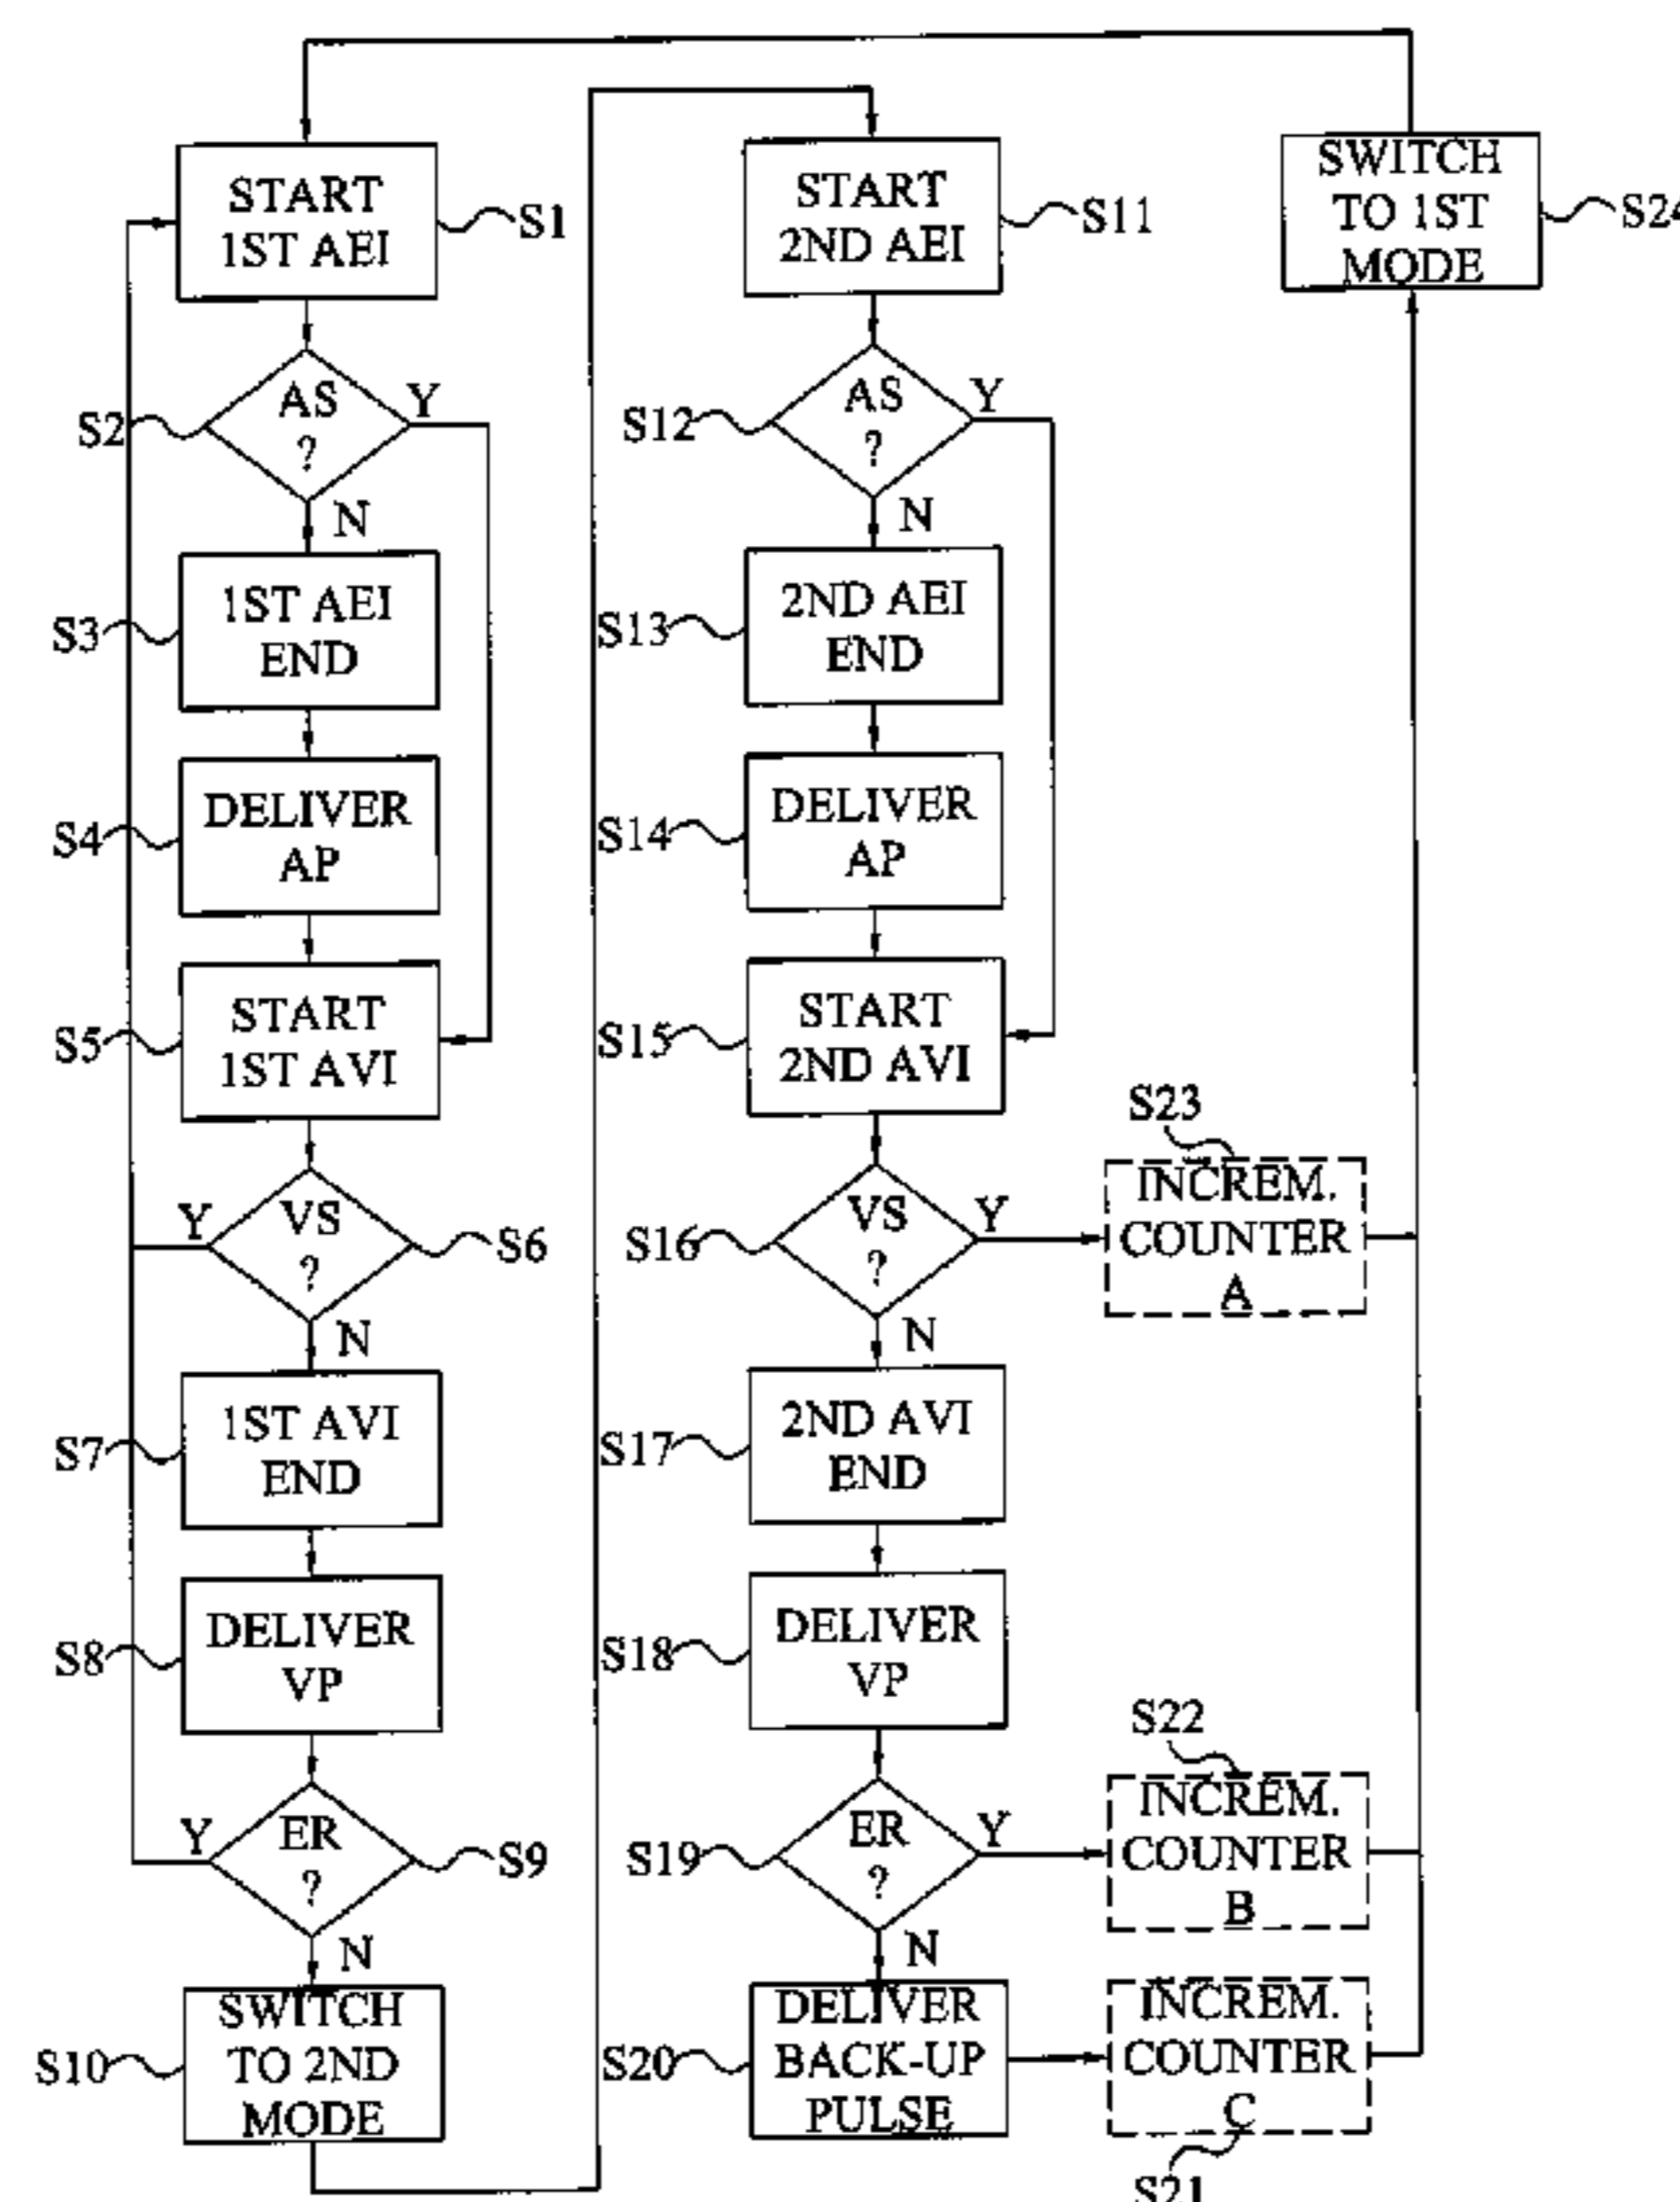 START
1ST AEI
S1
AS
?
Y
S2
N
1ST AEI
END
S3
DELIVER
AP
S4
START
1ST AVI
S5
VS
?
Y
S6
N
1ST AVI
END
S7
DELIVER
VP
S8
ER
?
Y
S9
N
SWITCH
TO 2ND
MODE
S10
START
2ND AEI
S11
AS
?
Y
S12
N
2ND AEI
END
S13
DELIVER
AP
S14
START
2ND AVI
S15
VS
?
Y
S16
N
2ND AVI
END
S17
DELIVER
VP
S18
ER
?
Y
S19
N
DELIVER
BACK-UP
PULSE
S20
SWITCH
TO 1ST
MODE
S24
S23
INCREM.
COUNTER
A
S22
INCREM.
COUNTER
B
INCREM.
COUNTER
C
S21